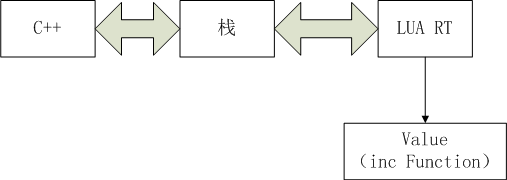 C++
栈
LUA RT
Value
（inc Function）